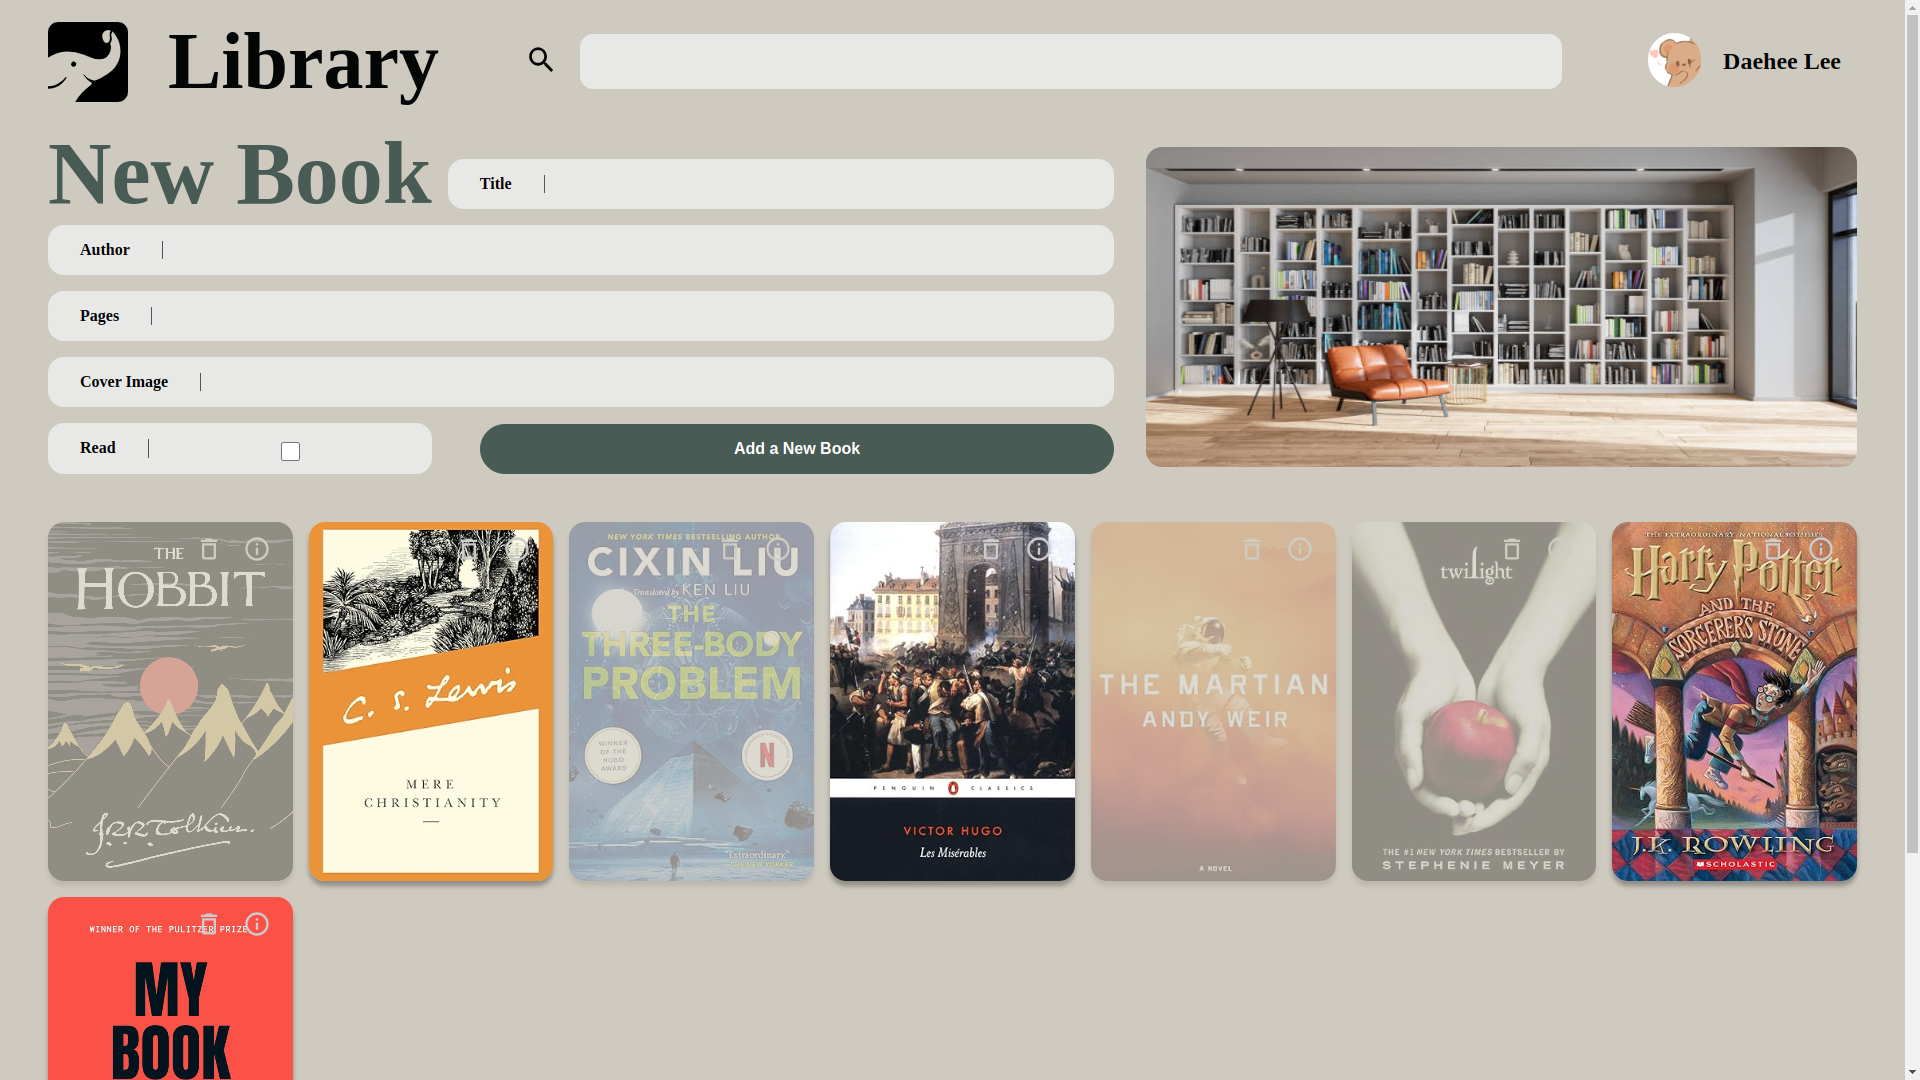 Library
Daehee Lee
New Book
Title
Author
Pages
Cover Image
Read
Add a New Book
THE
HOBBIT
J.R.R. Tolkien.
C. S. Lewis
MERE
CHRISTIANITY
NEW YORK TIMES BESTSELLING AUTHOR
CIXIN LIU
Translated by KEN LIU
THE
THREE-BODY
PROBLEM
WINNER
OF THE
HUGO
AWARD
N
"Extraordinary."
—THE NEW YORKER
PENGUIN CLASSICS
VICTOR HUGO
Les Misérables
THE MARTIAN
ANDY WEIR
A NOVEL
twilight
THE #1 NEW YORK TIMES BESTSELLER BY
STEPHENIE MEYER
THE EXTRAORDINARY NATIONAL BESTSELLER
Harry Potter
AND THE
SORCERER'S STONE
J.K. ROWLING
SCHOLASTIC
WINNER OF THE PULITZER PRIZE
MY
BOOK